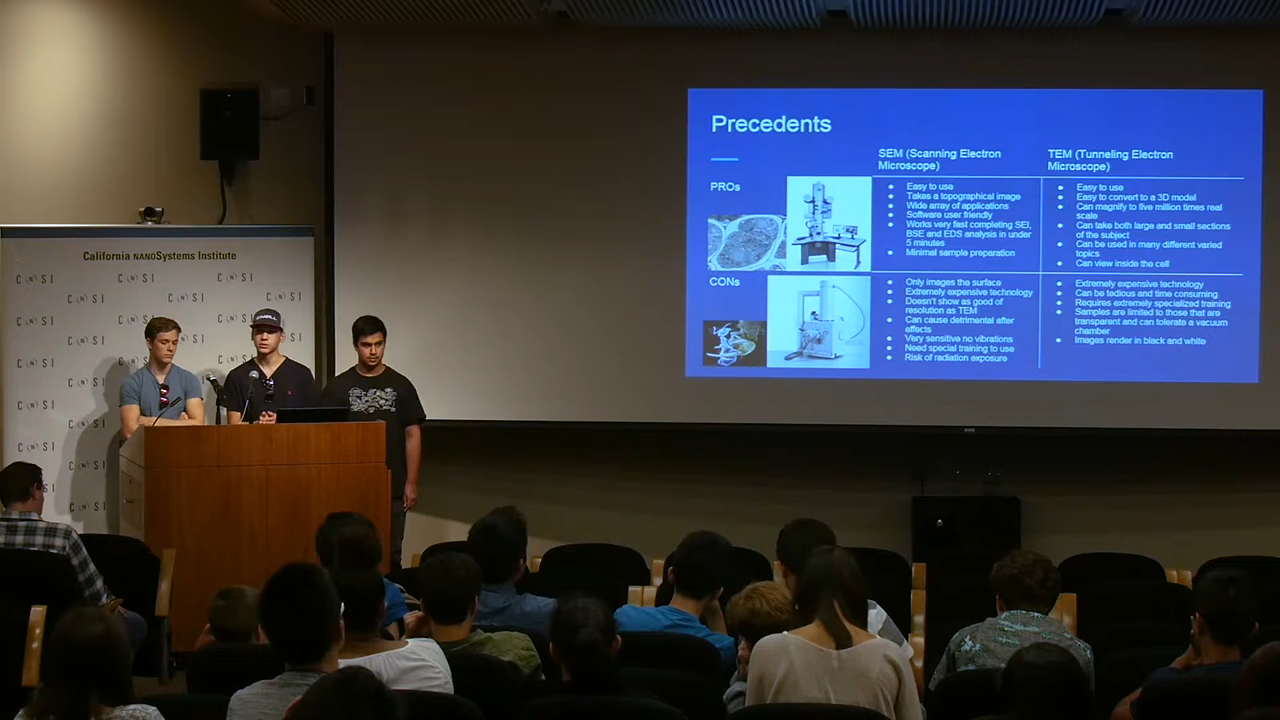 California NANOSystems Institute
Precedents
SEM (Scanning Electron
Microscope)
TEM (Tunneling Electron
Microscope)
PROs
Easy to use
Takes a topographical image
Wide array of applications
Software user friendly
Works very fast completing SEI,
BSE and EDS analysis in under
5 minutes
Minimal sample preparation
Easy to use
Easy to convert to a 3D model
Can magnify to five million times real
scale
Can take both large and small sections
of the subject
Can be used in many different varied
topics
Can view inside the cell
CONs
Only images the surface
Extremely expensive technology
Doesn't show as good of
resolution as TEM
Can cause detrimental after
effects
Very sensitive no vibrations
Need special training to use
Risk of radiation exposure
Extremely expensive technology
Can be tedious and time consuming
Requires extremely specialized training
Samples are limited to those that are
transparent and can tolerate a vacuum
chamber
Images render in black and white